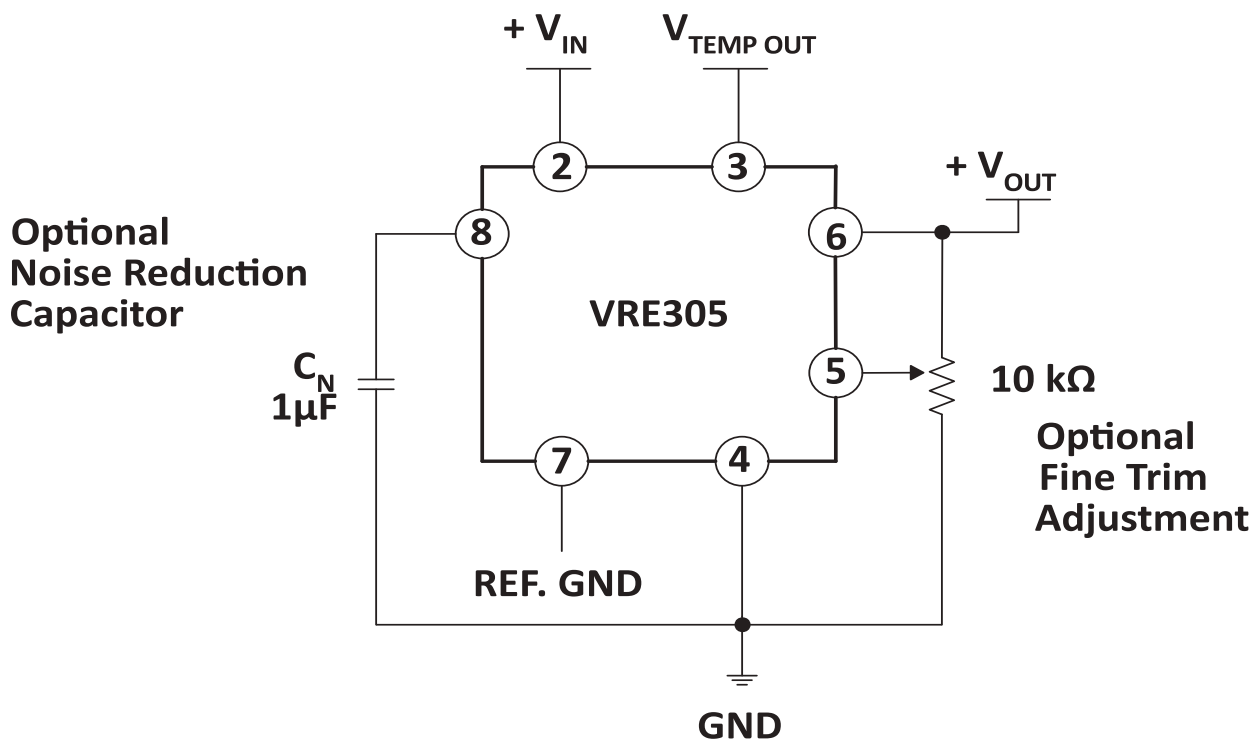 + VIN
VTEMP OUT
2
3
+ VOUT
8
6
Optional
Noise Reduction
Capacitor
VRE305
5
CN
1µF
10 kΩ
Optional
Fine Trim
Adjustment
7
4
REF. GND
GND